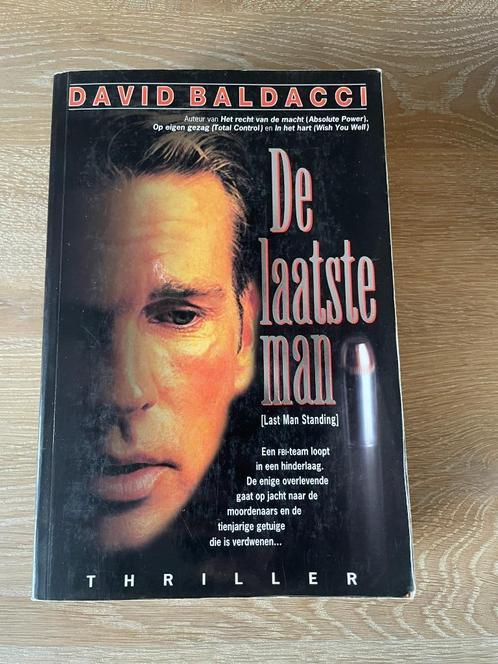 DAVID BALDACCI
Auteur van Het recht van de macht (Absolute Power),
Op eigen gezag (Total Control) en In het hart (Wish You Well)
De
laatste
man
[Last Man Standing]
Een FBI-team loopt
in een hinderlaag.
De enige overlevende
gaat op jacht naar de
moordenaars en de
tienjarige getuige
die is verdwenen...
THRILLER